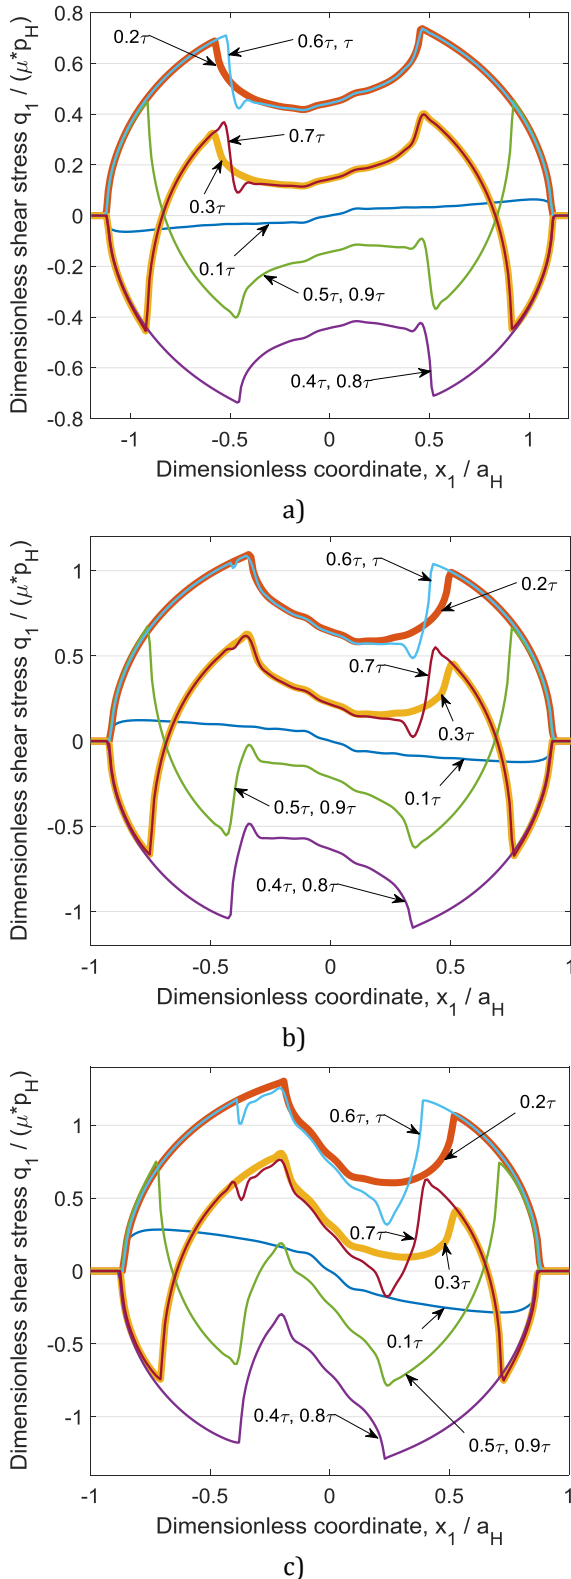 Dimensionless shear stress q1 / (μ*pH)
0.8
0.6
0.4
0.2
0
-0.2
-0.4
-0.6
-0.8
0.2τ
0.6τ, τ
0.7τ
0.3τ
0.1τ
0.5τ, 0.9τ
0.4τ, 0.8τ
-1
-0.5
0
0.5
1
Dimensionless coordinate, x1 / aH
a)
Dimensionless shear stress q1 / (μ*pH)
1
0.5
0
-0.5
-1
0.6τ, τ
0.2τ
0.7τ
0.3τ
0.1τ
0.5τ, 0.9τ
0.4τ, 0.8τ
-1
-0.5
0
0.5
1
Dimensionless coordinate, x1 / aH
b)
Dimensionless shear stress q1 / (μ*pH)
1
0.5
0
-0.5
-1
0.6τ, τ
0.2τ
0.7τ
0.3τ
0.1τ
0.4τ, 0.8τ
0.5τ, 0.9τ
-1
-0.5
0
0.5
1
Dimensionless coordinate, x1 / aH
c)